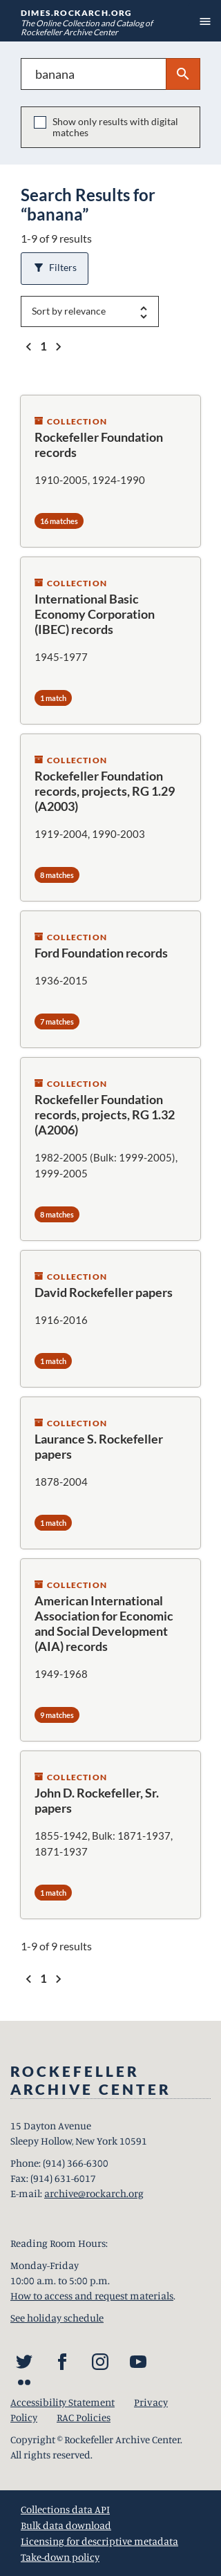 DIMES.ROCKARCH.ORG
The Online Collection and Catalog of
Rockefeller Archive Center
banana
Show only results with digital
matches
Search Results for
“banana”
1-9 of 9 results
Filters
Sort by relevance
1
COLLECTION
Rockefeller Foundation
records
1910-2005, 1924-1990
16 matches
COLLECTION
International Basic
Economy Corporation
(IBEC) records
1945-1977
1 match
COLLECTION
Rockefeller Foundation
records, projects, RG 1.29
(A2003)
1919-2004, 1990-2003
8 matches
COLLECTION
Ford Foundation records
1936-2015
7 matches
COLLECTION
Rockefeller Foundation
records, projects, RG 1.32
(A2006)
1982-2005 (Bulk: 1999-2005),
1999-2005
8 matches
COLLECTION
David Rockefeller papers
1916-2016
1 match
COLLECTION
Laurance S. Rockefeller
papers
1878-2004
1 match
COLLECTION
American International
Association for Economic
and Social Development
(AIA) records
1949-1968
9 matches
COLLECTION
John D. Rockefeller, Sr.
papers
1855-1942, Bulk: 1871-1937,
1871-1937
1 match
1-9 of 9 results
1
ROCKEFELLER
ARCHIVE CENTER
15 Dayton Avenue
Sleepy Hollow, New York 10591
Phone: (914) 366-6300
Fax: (914) 631-6017
E-mail: archive@rockarch.org
Reading Room Hours:
Monday-Friday
10:00 a.m. to 5:00 p.m.
How to access and request materials.
See holiday schedule
Accessibility Statement Privacy
Policy RAC Policies
Copyright © Rockefeller Archive Center.
All rights reserved.
Collections data API
Bulk data download
Licensing for descriptive metadata
Take-down policy